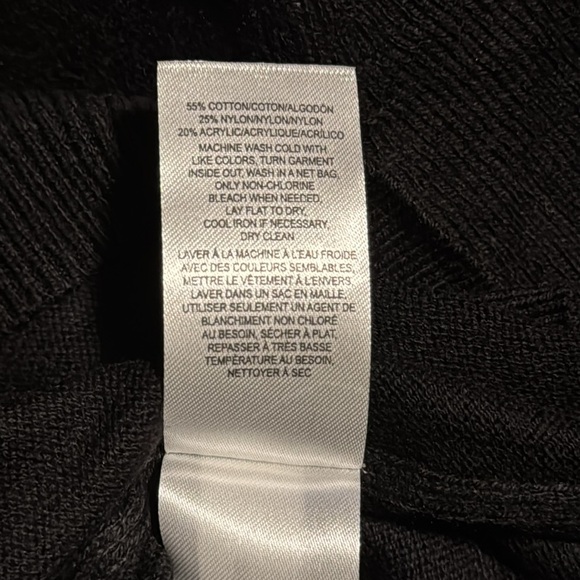 55% COTTON/COTON/ALGODÓN
25% NYLON/NYLON/NYLON
20% ACRYLIC/ACRYLIQUE/ACRÍLICO
MACHINE WASH COLD WITH
LIKE COLORS, TURN GARMENT
INSIDE OUT, WASH IN A NET BAG,
ONLY NON-CHLORINE
BLEACH WHEN NEEDED,
LAY FLAT TO DRY,
COOL IRON IF NECESSARY,
DRY CLEAN
LAVER À LA MACHINE À L'EAU FROIDE
AVEC DES COULEURS SEMBLABLES,
METTRE LE VÊTEMENT À L'ENVERS
LAVER DANS UN SAC EN MAILLE,
UTILISER SEULEMENT UN AGENT DE
BLANCHIMENT NON CHLORÉ
AU BESOIN, SÉCHER À PLAT,
REPASSER À TRÈS BASSE
TEMPÉRATURE AU BESOIN,
NETTOYER À SEC